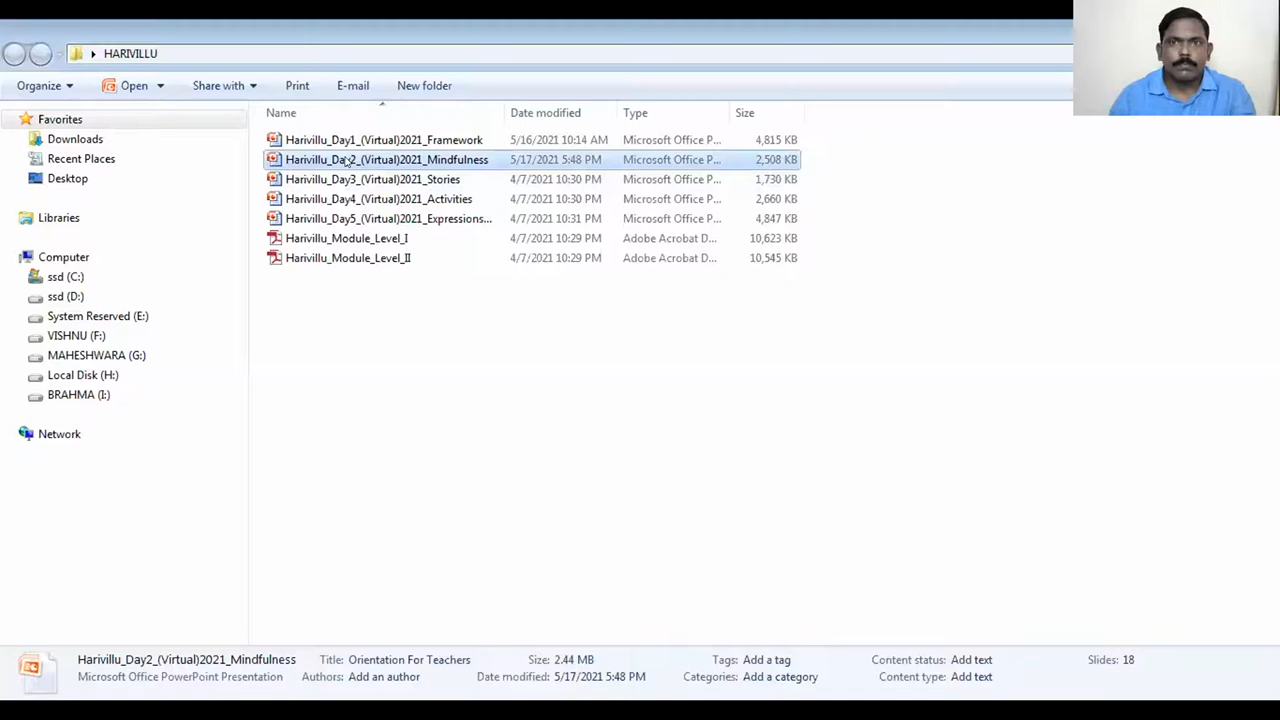 HARIVILLU
Organize Open Share with Print E-mail New folder
Favorites
Downloads
Recent Places
Desktop
Libraries
Computer
ssd (C:)
ssd (D:)
System Reserved (E:)
VISHNU (F:)
MAHESHWARA (G:)
Local Disk (H:)
BRAHMA (I:)
Network
Name Date modified Type Size
Harivillu_Day1_(Virtual)2021_Framework 5/16/2021 10:14 AM Microsoft Office P... 4,815 KB
Harivillu_Day2_(Virtual)2021_Mindfulness 5/17/2021 5:48 PM Microsoft Office P... 2,508 KB
Harivillu_Day3_(Virtual)2021_Stories 4/7/2021 10:30 PM Microsoft Office P... 1,730 KB
Harivillu_Day4_(Virtual)2021_Activities 4/7/2021 10:30 PM Microsoft Office P... 2,660 KB
Harivillu_Day5_(Virtual)2021_Expressions... 4/7/2021 10:31 PM Microsoft Office P... 4,847 KB
Harivillu_Module_Level_I 4/7/2021 10:29 PM Adobe Acrobat D... 10,623 KB
Harivillu_Module_Level_II 4/7/2021 10:29 PM Adobe Acrobat D... 10,545 KB
Harivillu_Day2_(Virtual)2021_Mindfulness Title: Orientation For Teachers Size: 2.44 MB Tags: Add a tag Content status: Add text Slides: 18
Microsoft Office PowerPoint Presentation Authors: Add an author Date modified: 5/17/2021 5:48 PM Categories: Add a category Content type: Add text